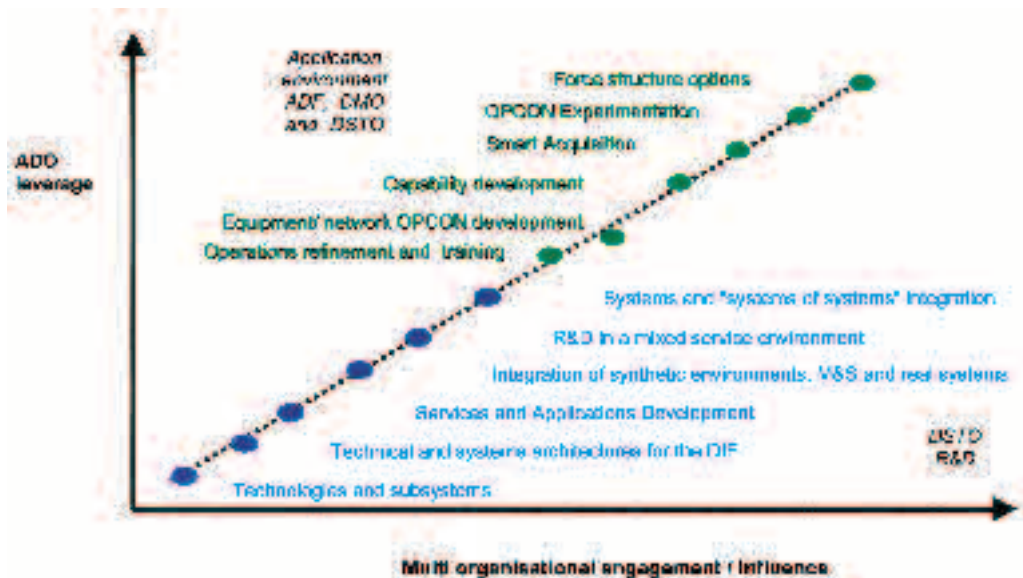 Application
environment
ADF, DMO
and DSTO
Force structure options
OPCON Experimentation
Smart Acquisition
ADO
leverage
Capability development
Equipment/ network OPCON development
Operations refinement and training
Systems and "systems of systems" integration
R&D in a mixed service environment
Integration of synthetic environments, M&S and real systems
Services and Applications Development
Technical and systems architectures for the DIE
DSTO
R&D
Technologies and subsystems
Multi organisational engagement / influence